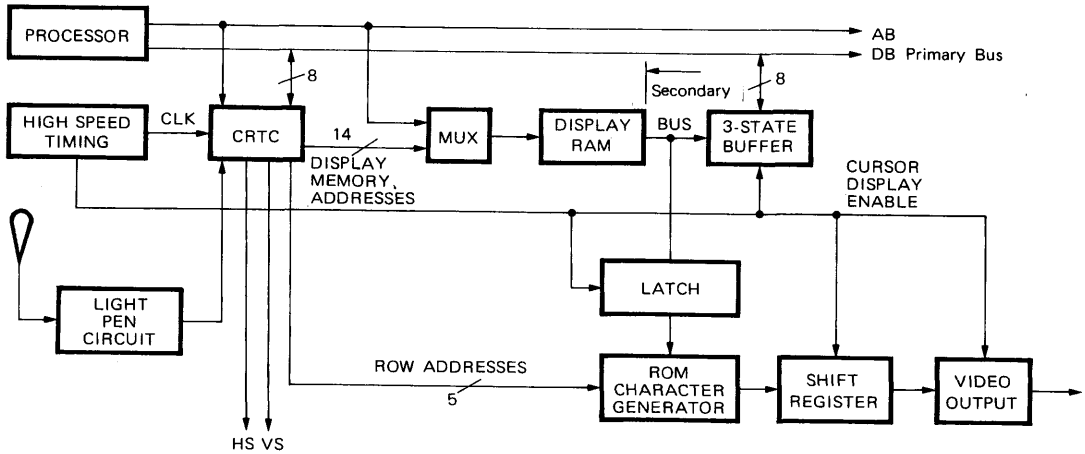 PROCESSOR
AB
DB Primary Bus
8
8
Secondary
HIGH SPEED
TIMING
CLK
CRTC
14
DISPLAY
MEMORY,
ADDRESSES
MUX
DISPLAY
RAM
BUS
3-STATE
BUFFER
CURSOR
DISPLAY
ENABLE
LIGHT
PEN
CIRCUIT
LATCH
ROW ADDRESSES
5
ROM
CHARACTER
GENERATOR
SHIFT
REGISTER
VIDEO
OUTPUT
HS VS